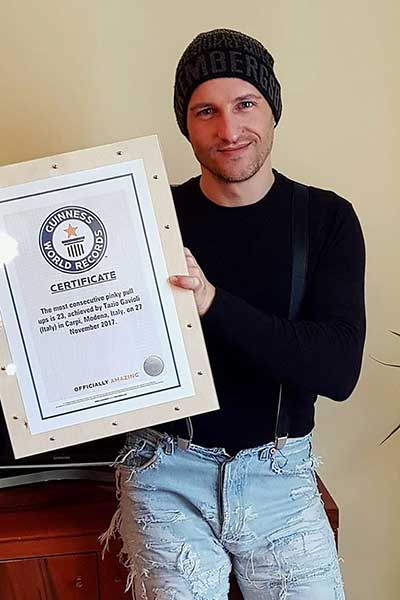 GUINNESS
WORLD RECORDS
CERTIFICATE
The most consecutive pinky pull
ups is 23, achieved by Tazio Gavioli
(Italy) in Carpi, Modena, Italy, on 27
November 2017.
OFFICIALLY AMAZING